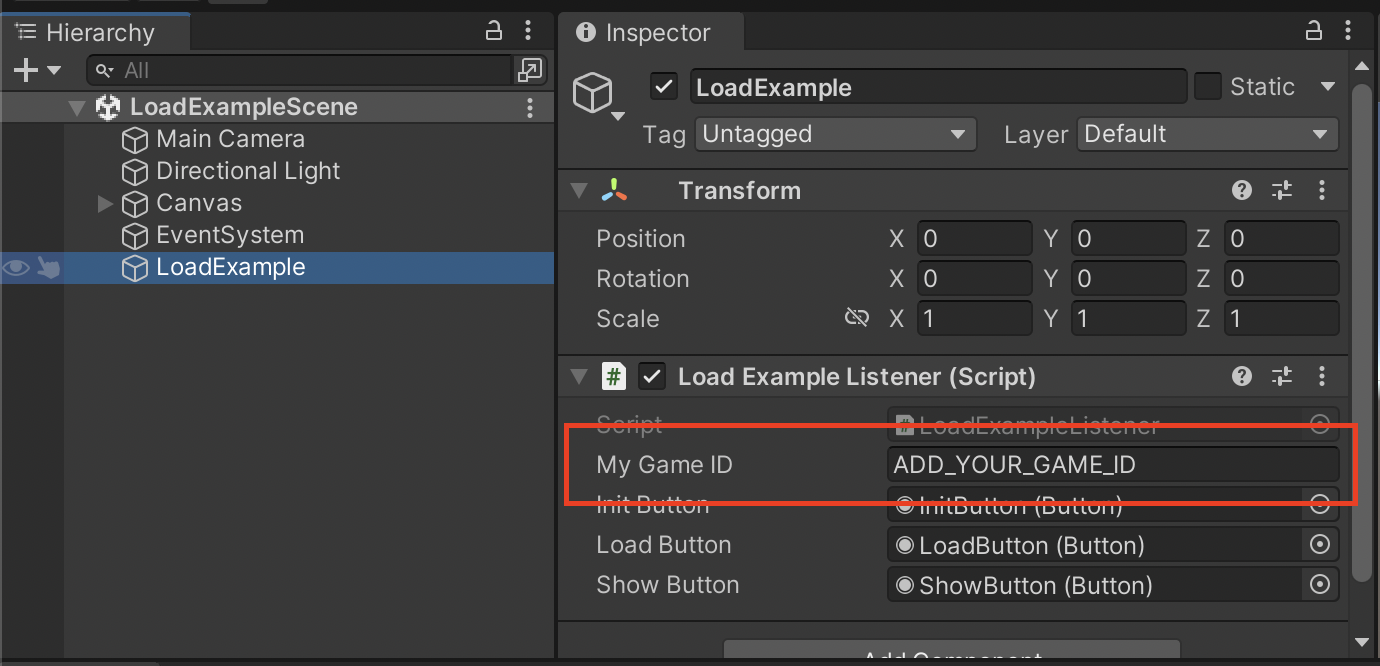 Hierarchy
All
LoadExampleScene
Main Camera
Directional Light
Canvas
EventSystem
LoadExample
Inspector
LoadExample Static
Tag Untagged Layer Default
Transform
Position X 0 Y 0 Z 0
Rotation X 0 Y 0 Z 0
Scale X 1 Y 1 Z 1
# Load Example Listener (Script)
Script # LoadExampleListener
My Game ID ADD_YOUR_GAME_ID
Init Button InitButton (Button)
Load Button LoadButton (Button)
Show Button ShowButton (Button)
Add Component